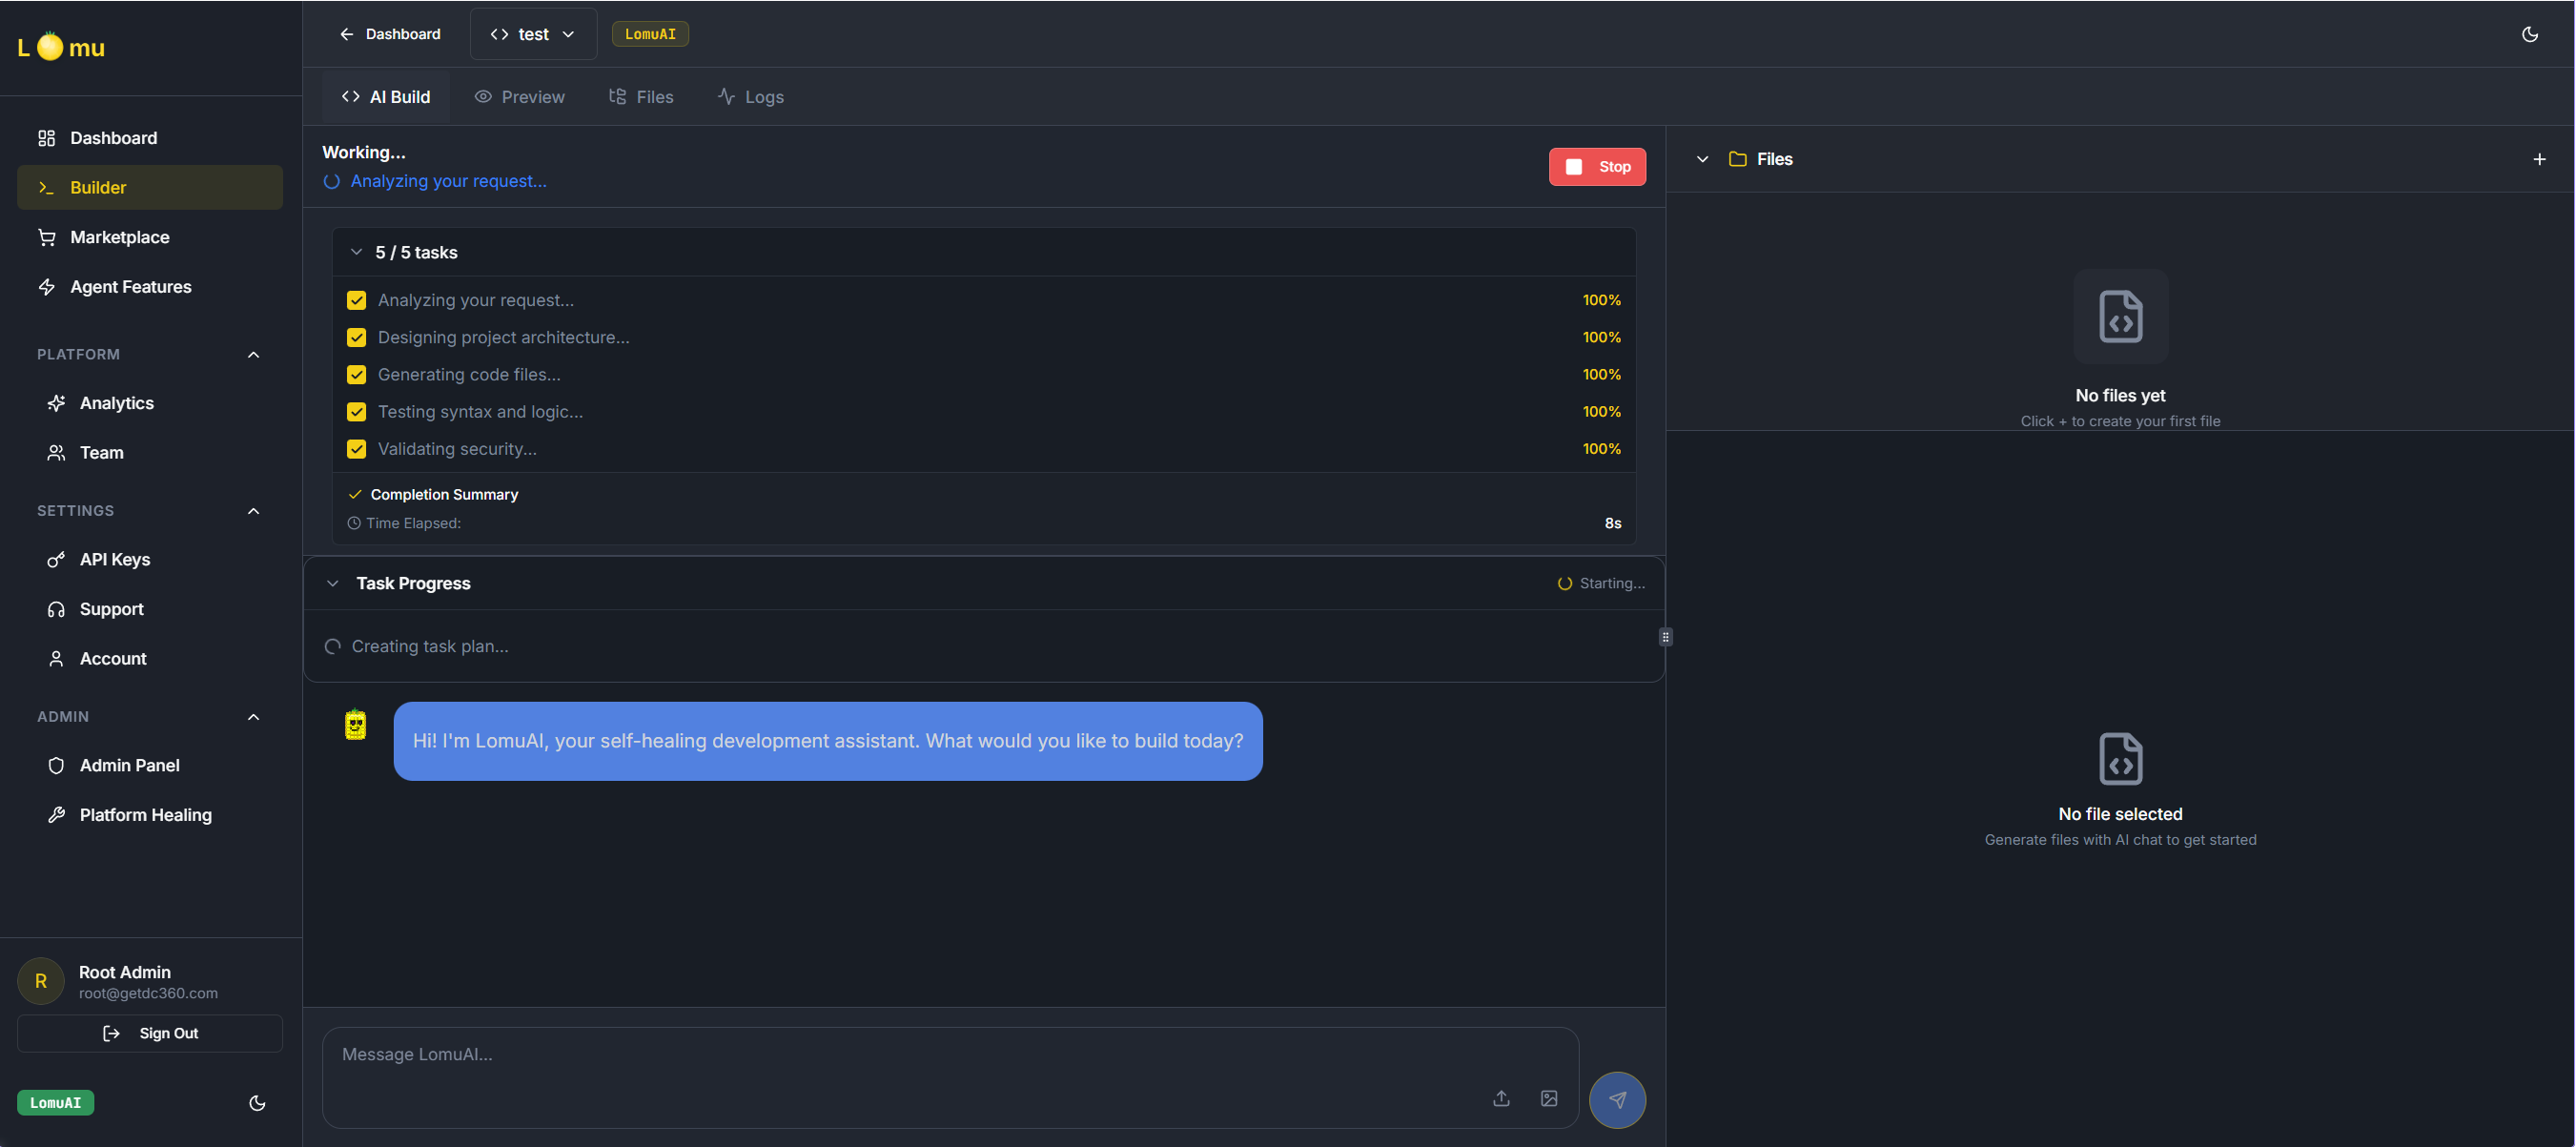 L mu
Dashboard
Builder
Marketplace
Agent Features
PLATFORM
Analytics
Team
SETTINGS
API Keys
Support
Account
ADMIN
Admin Panel
Platform Healing
R
Root Admin
root@getdc360.com
Sign Out
LomuAI
Dashboard
test
LomuAI
AI Build
Preview
Files
Logs
Working...
Analyzing your request...
Stop
5 / 5 tasks
Analyzing your request... 100%
Designing project architecture... 100%
Generating code files... 100%
Testing syntax and logic... 100%
Validating security... 100%
Completion Summary
Time Elapsed: 8s
Task Progress
Starting...
Creating task plan...
Hi! I'm LomuAI, your self-healing development assistant. What would you like to build today?
Message LomuAI...
Files
No files yet
Click + to create your first file
No file selected
Generate files with AI chat to get started